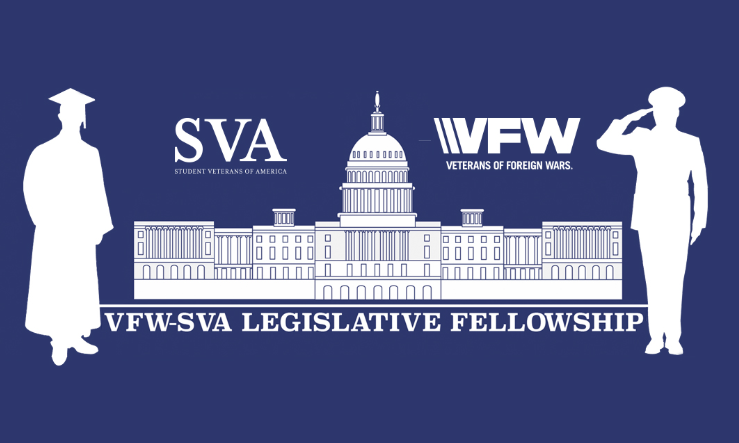 SVA
STUDENT VETERANS OF AMERICA
VFW
VETERANS OF FOREIGN WARS.
VFW-SVA LEGISLATIVE FELLOWSHIP